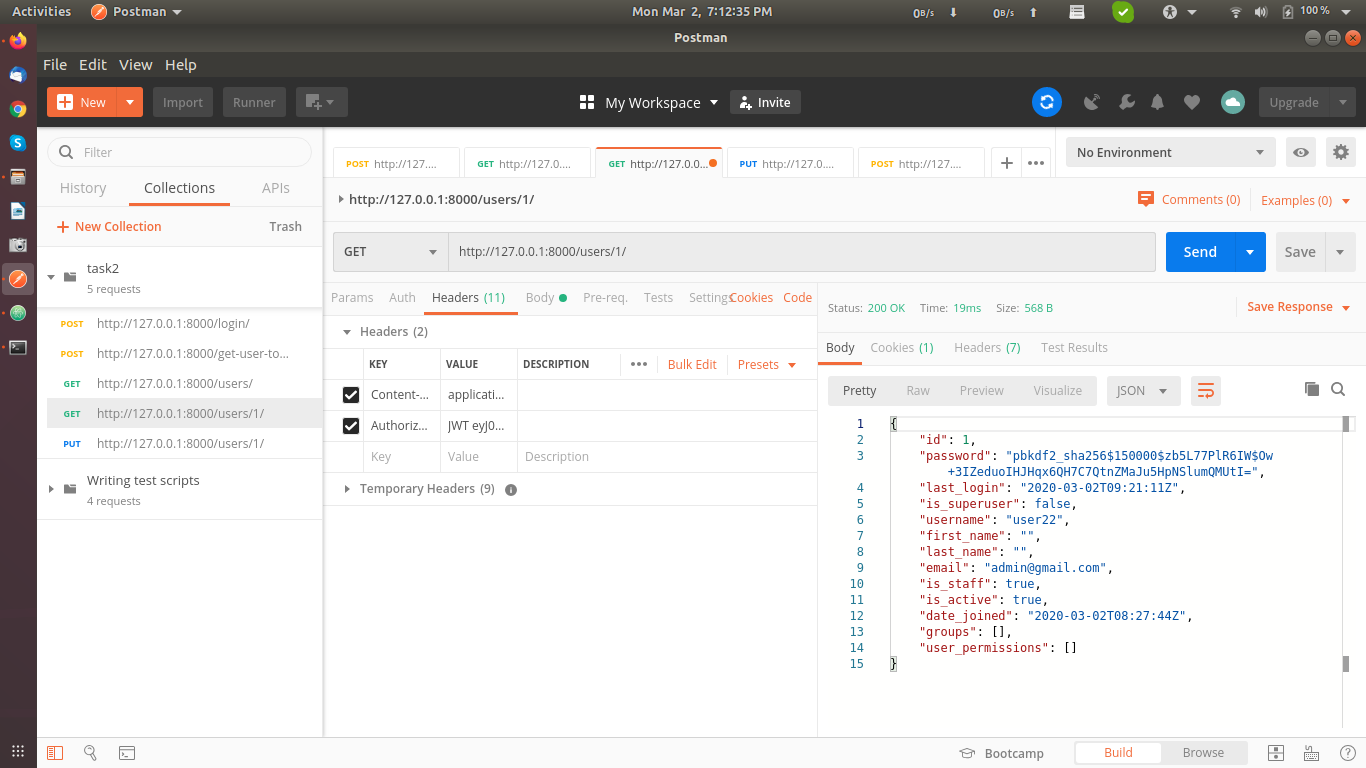 Activities
Postman
Mon Mar 2, 7:12:35 PM
0B/s
0B/s
100 %
Postman
File Edit View Help
New
Import
Runner
My Workspace
Invite
Upgrade
Filter
History Collections APIs
New Collection
Trash
task2
5 requests
POST http://127.0.0.1:8000/login/
POST http://127.0.0.1:8000/get-user-to...
GET http://127.0.0.1:8000/users/
GET http://127.0.0.1:8000/users/1/
PUT http://127.0.0.1:8000/users/1/
Writing test scripts
4 requests
POST http://127....
GET http://127.0....
GET http://127.0.0...
PUT http://127.0....
POST http://127....
No Environment
http://127.0.0.1:8000/users/1/
Comments (0)
Examples (0)
GET
http://127.0.0.1:8000/users/1/
Send
Save
Params Auth Headers (11) Body Pre-req. Tests Settings Cookies Code
Headers (2)
KEY VALUE DESCRIPTION Bulk Edit Presets
Content-... applicati...
Authoriz... JWT eyJ0...
Key Value Description
Temporary Headers (9)
Status: 200 OK Time: 19ms Size: 568 B
Save Response
Body Cookies (1) Headers (7) Test Results
Pretty Raw Preview Visualize JSON
1 {
2 "id": 1,
3 "password": "pbkdf2_sha256$150000$zb5L77PlR6IW$Ow
+3IZeduoIHJHqx6QH7C7QtnZMaJu5HpNSlumQMUtI=",
4 "last_login": "2020-03-02T09:21:11Z",
5 "is_superuser": false,
6 "username": "user22",
7 "first_name": "",
8 "last_name": "",
9 "email": "admin@gmail.com",
10 "is_staff": true,
11 "is_active": true,
12 "date_joined": "2020-03-02T08:27:44Z",
13 "groups": [],
14 "user_permissions": []
15 }
Bootcamp
Build
Browse